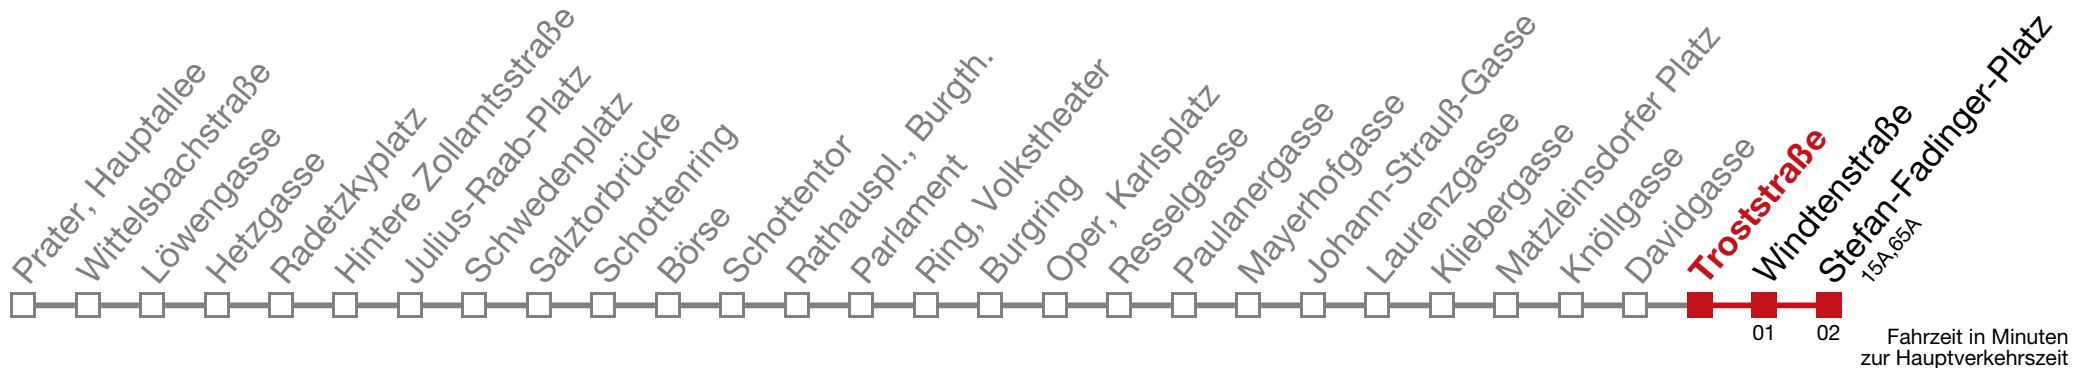 Prater, Hauptallee
Wittelsbachstraße
Löwengasse
Hetzgasse
Radetzkyplatz
Hintere Zollamtsstraße
Julius-Raab-Platz
Schwedenplatz
Salztorbrücke
Schottenring
Börse
Schottentor
Rathauspl., Burgth.
Parlament
Ring, Volkstheater
Burgring
Oper, Karlsplatz
Resselgasse
Paulanergasse
Mayerhofgasse
Johann-Strauß-Gasse
Laurenzgasse
Kliebergasse
Matzleinsdorfer Platz
Knöllgasse
Davidgasse
Troststraße
Windtenstraße
Stefan-Fadinger-Platz
15A,65A
01
02
Fahrzeit in Minuten
zur Hauptverkehrszeit